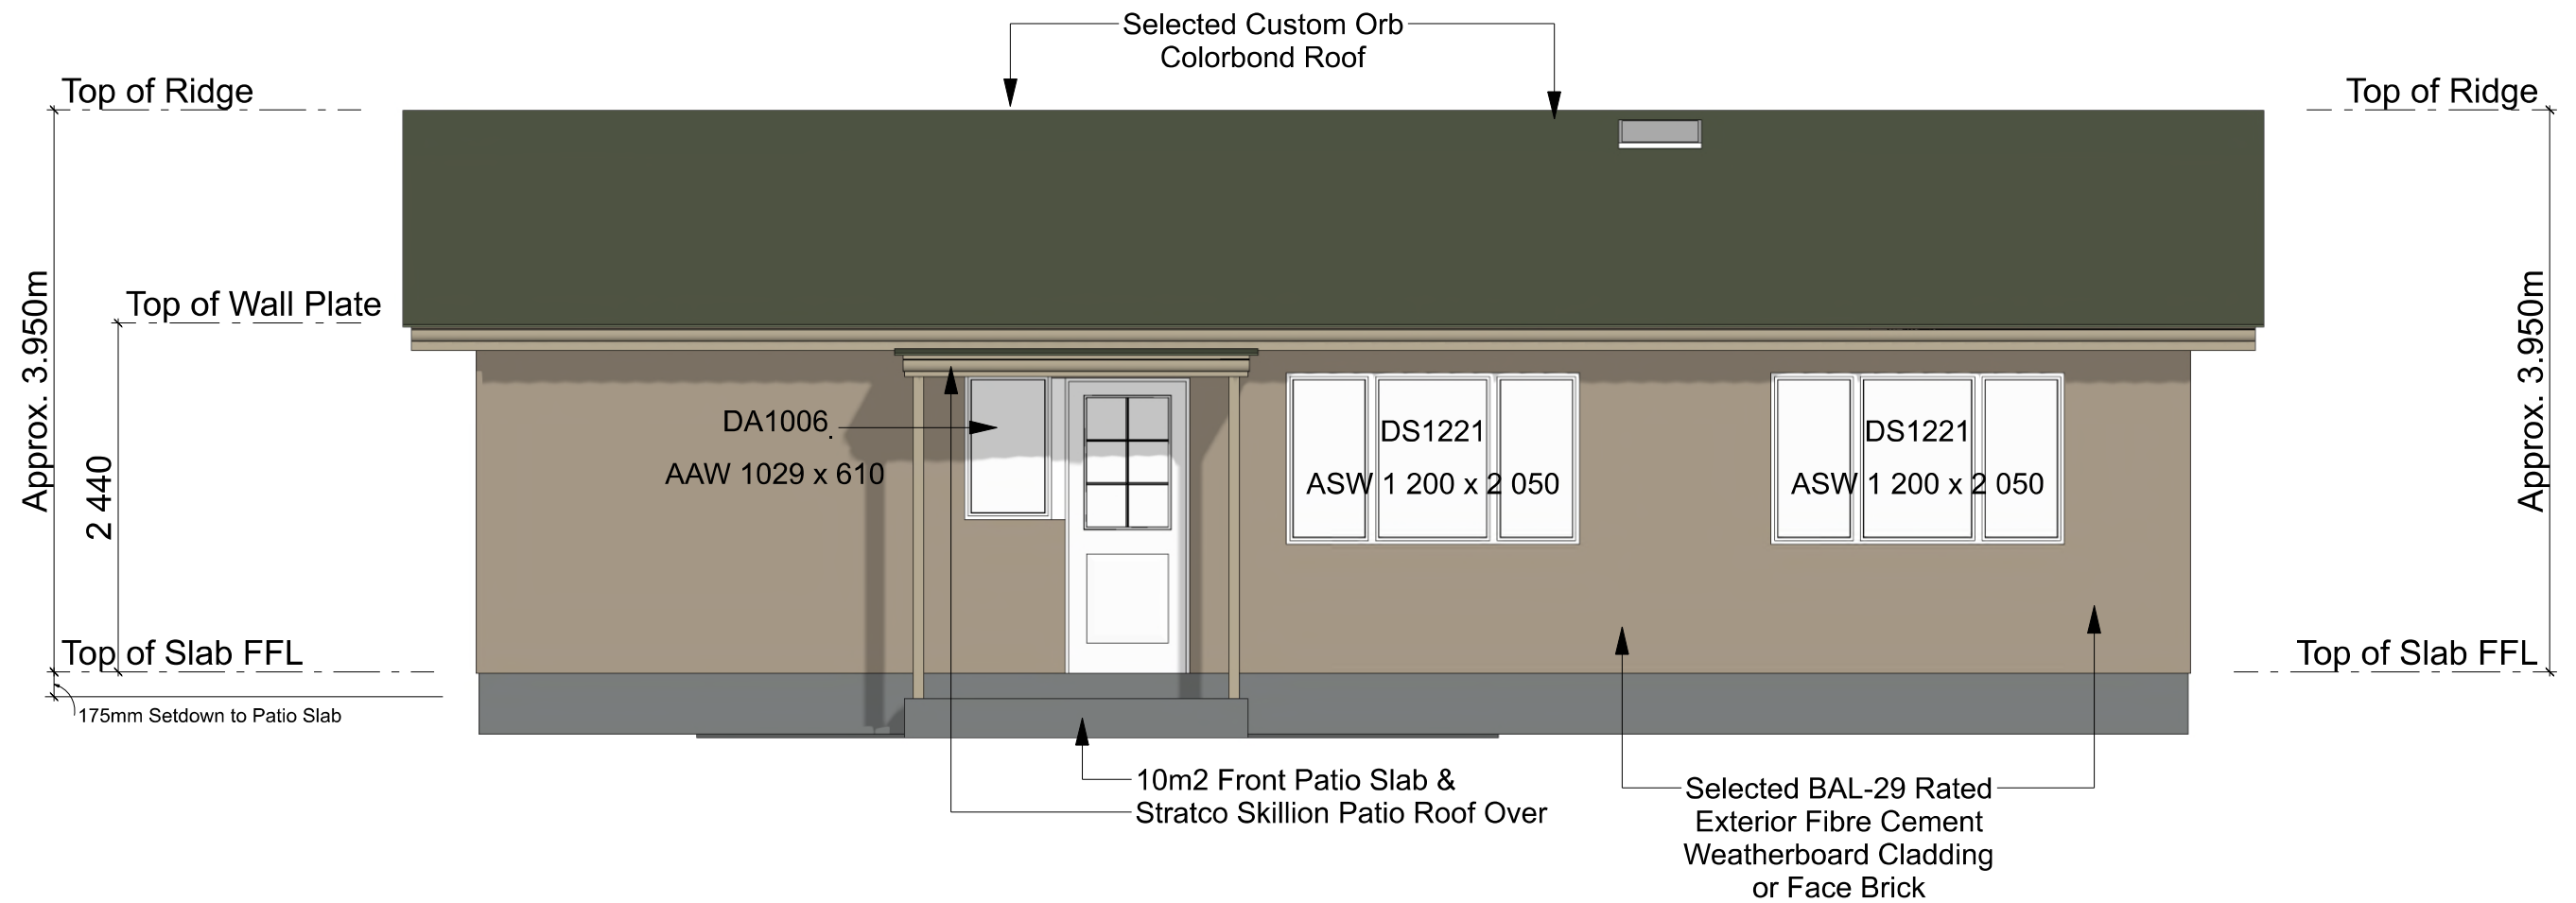 Selected Custom Orb
Colorbond Roof
Top of Ridge
Top of Ridge
Top of Wall Plate
Approx. 3.950m
2 440
Approx. 3.950m
DA1006
AAW 1029 x 610
DS1221
ASW 1 200 x 2 050
DS1221
ASW 1 200 x 2 050
Top of Slab FFL
Top of Slab FFL
175mm Setdown to Patio Slab
10m2 Front Patio Slab &
Stratco Skillion Patio Roof Over
Selected BAL-29 Rated
Exterior Fibre Cement
Weatherboard Cladding
or Face Brick